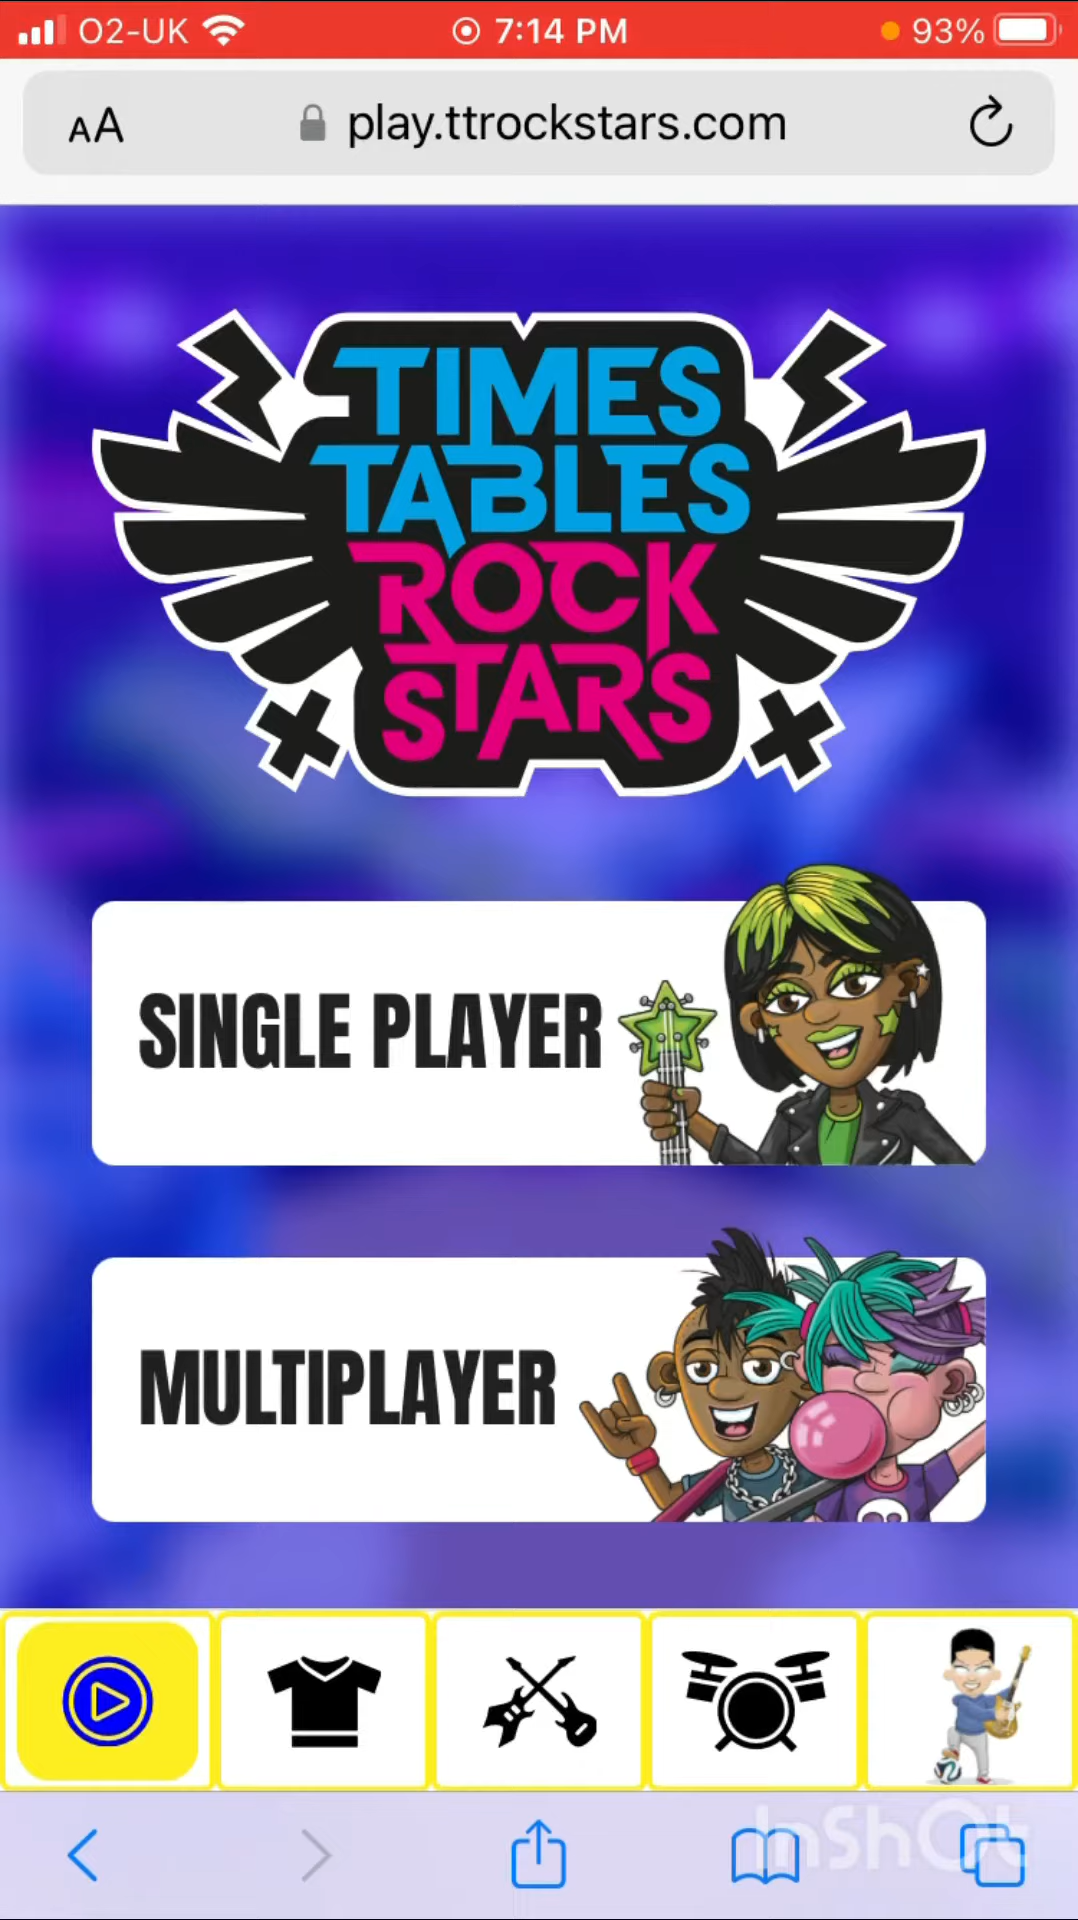 O2-UK 7:14 PM 93%
AA play.ttrockstars.com
TIMES
TABLES
ROCK
STARS
SINGLE PLAYER
MULTIPLAYER
InShOt